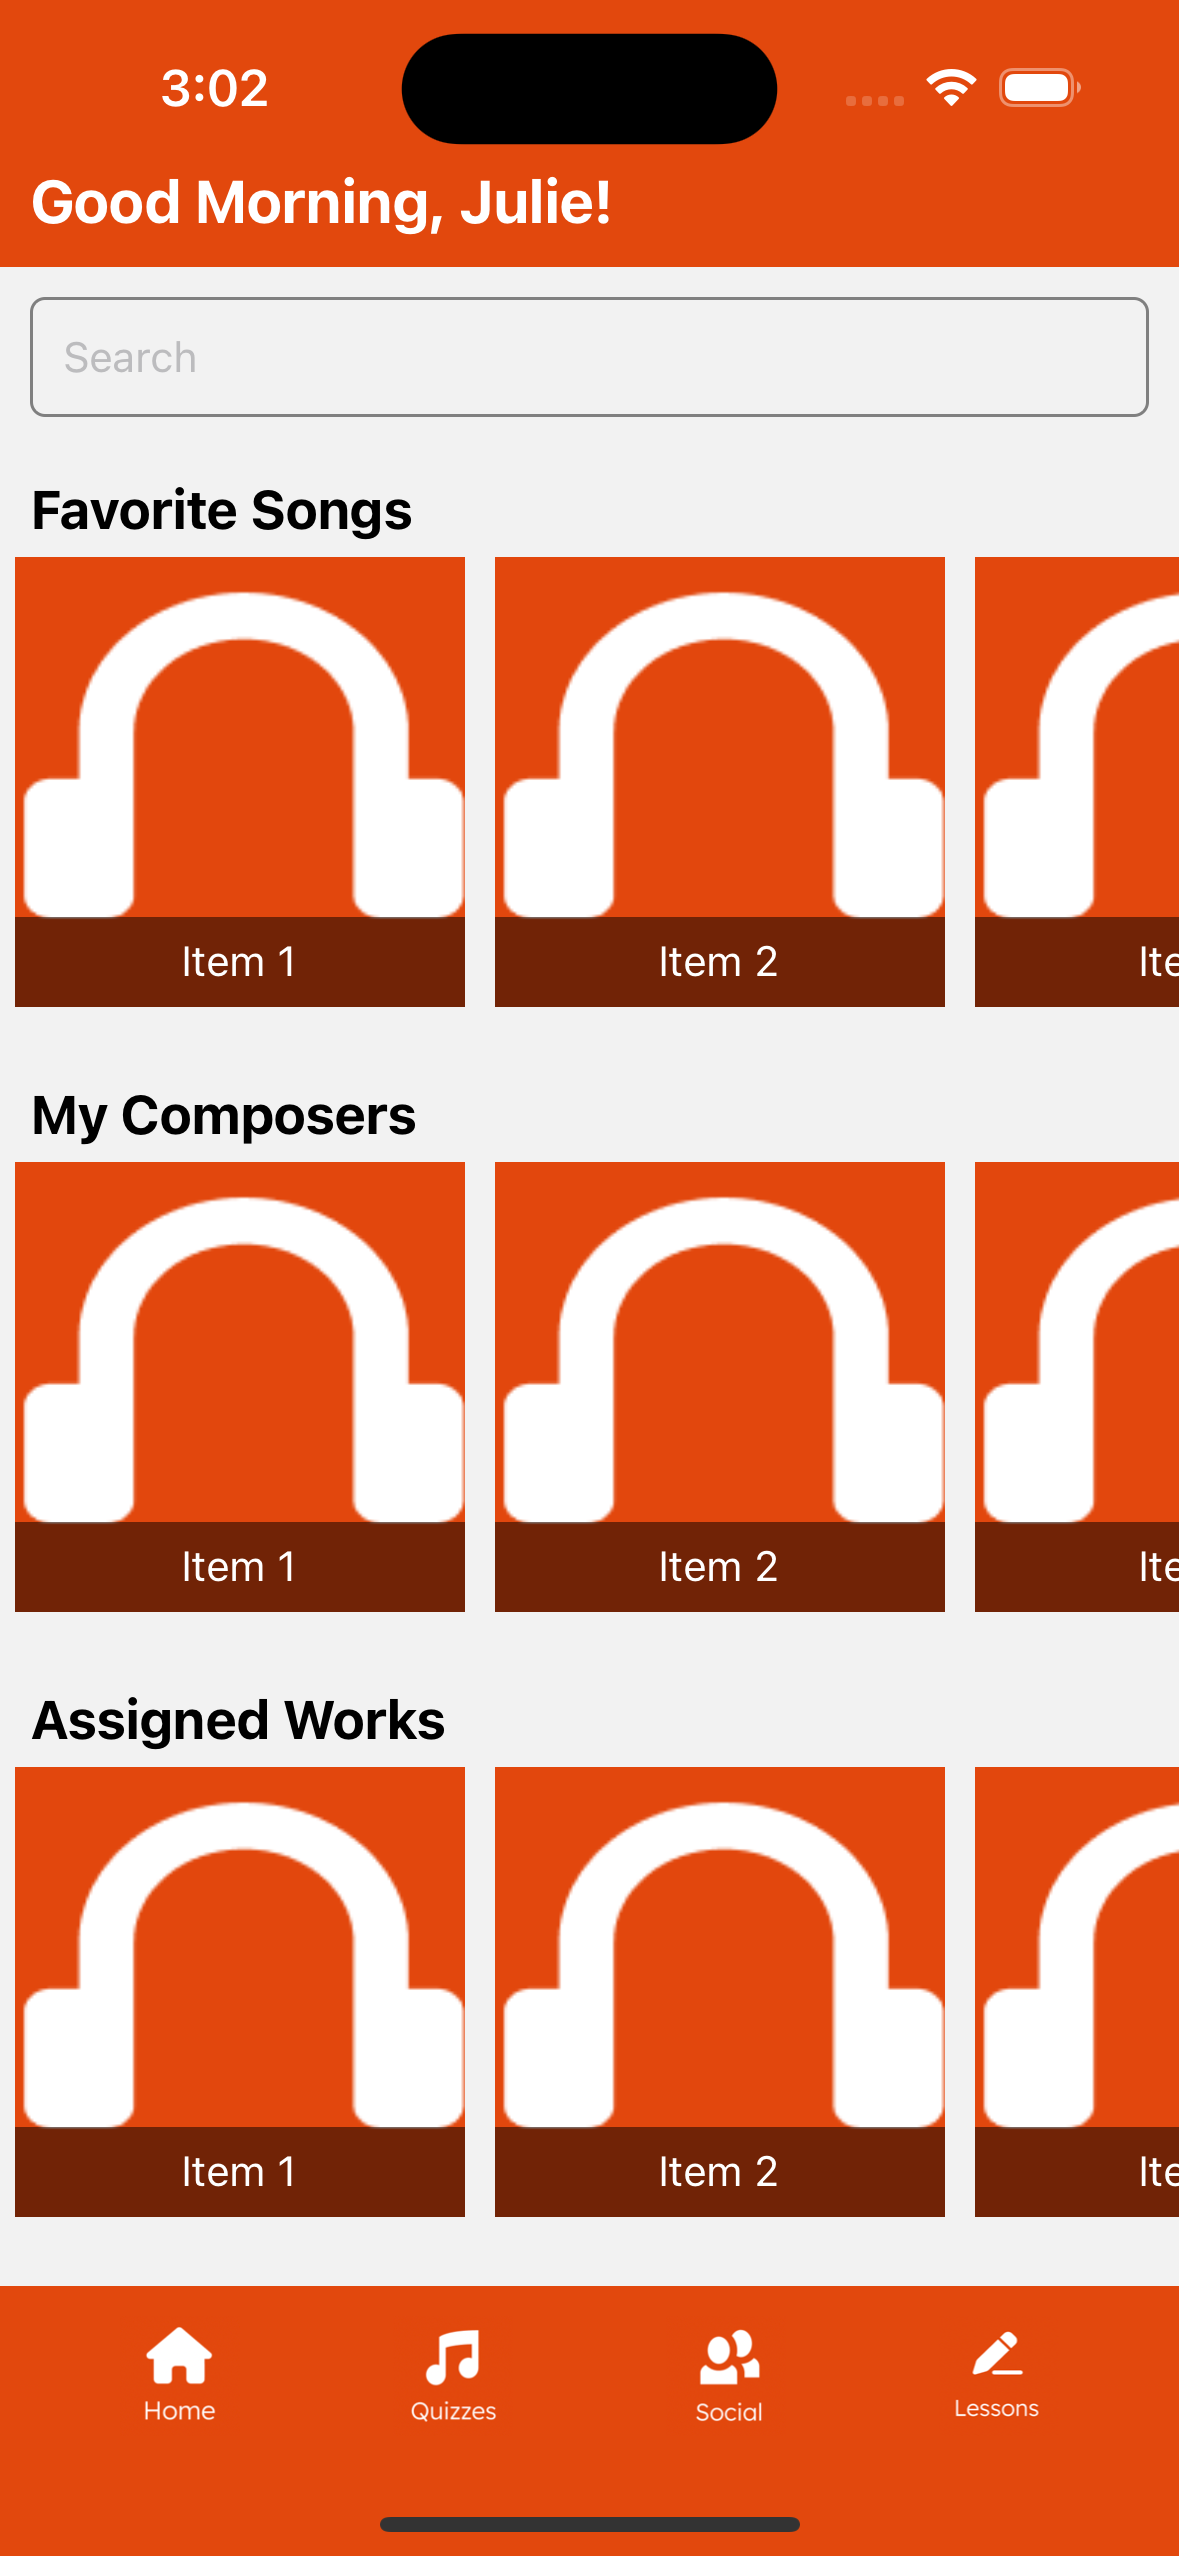 3:02
Good Morning, Julie!
Search
Favorite Songs
Item 1
Item 2
Ite
My Composers
Item 1
Item 2
Ite
Assigned Works
Item 1
Item 2
Ite
Home
Quizzes
Social
Lessons